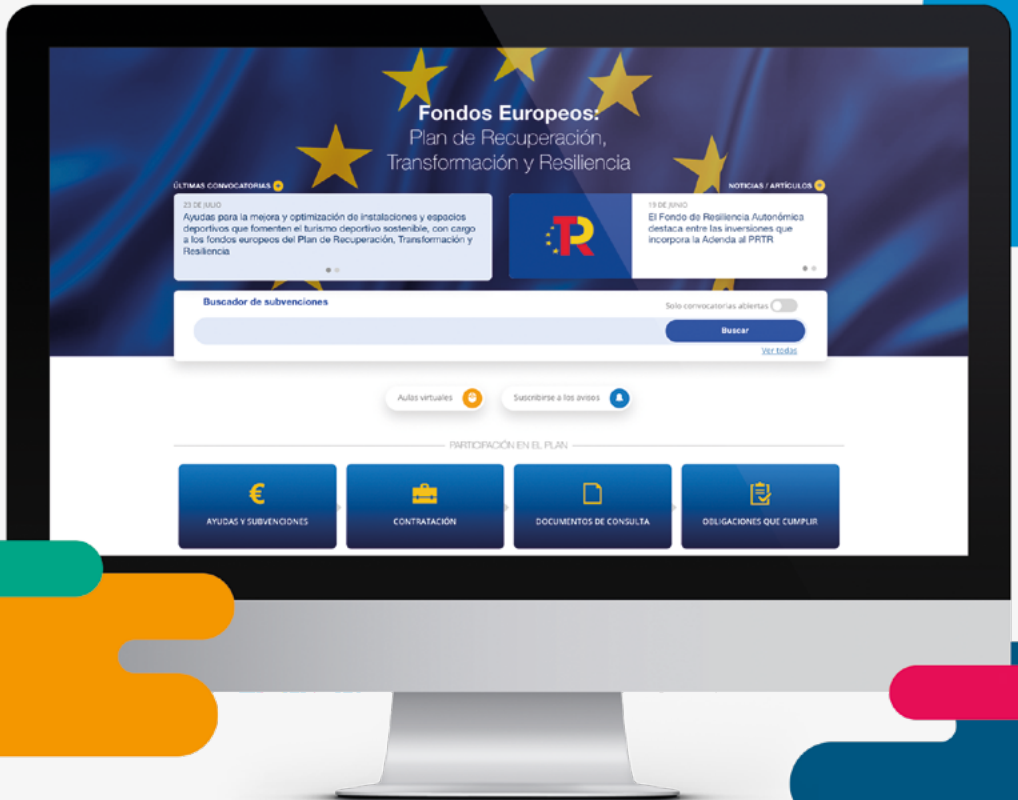 Fondos Europeos:
Plan de Recuperación,
Transformación y Resiliencia
ÚLTIMAS CONVOCATORIAS
NOTICIAS / ARTÍCULOS
23 DE JULIO
Ayudas para la mejora y optimización de instalaciones y espacios
deportivos que fomenten el turismo deportivo sostenible, con cargo
a los fondos europeos del Plan de Recuperación, Transformación y
Resiliencia
TR
19 DE JUNIO
El Fondo de Resiliencia Autonómica
destaca entre las inversiones que
incorpora la Adenda al PRTR
Buscador de subvenciones
Solo convocatorias abiertas
Buscar
Ver todas
Aulas virtuales
Suscribirse a los avisos
PARTICIPACIÓN EN EL PLAN
€
AYUDAS Y SUBVENCIONES
CONTRATACIÓN
DOCUMENTOS DE CONSULTA
OBLIGACIONES QUE CUMPLIR